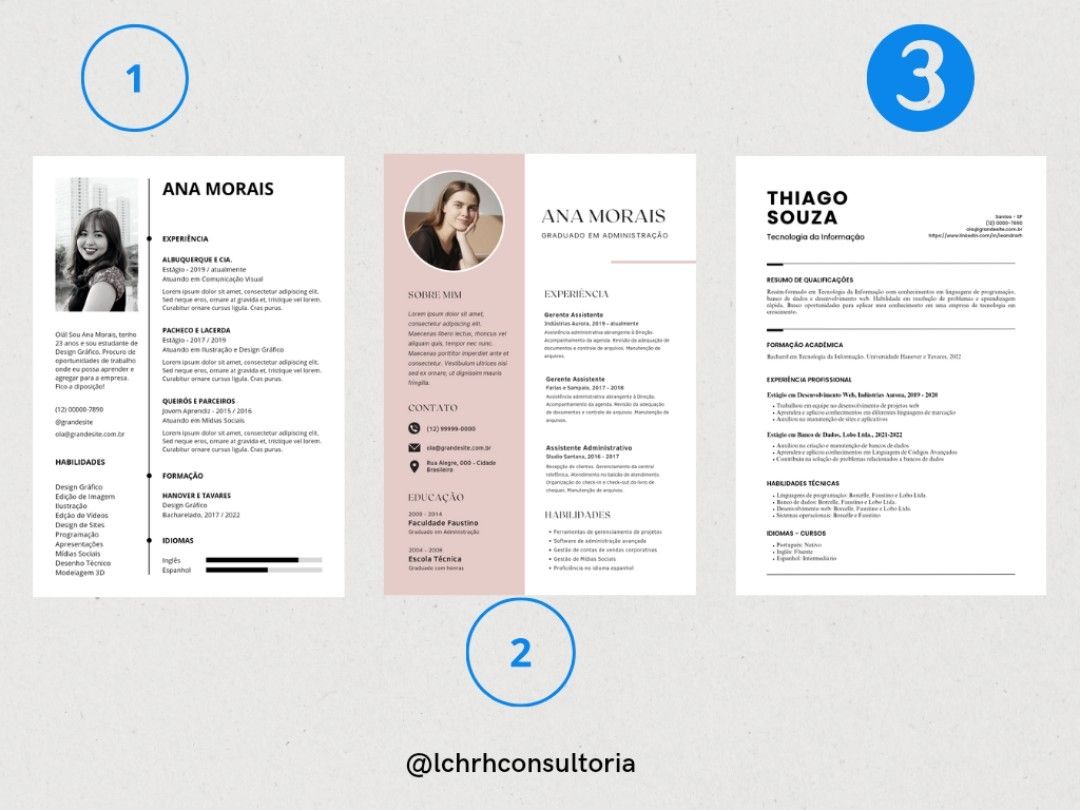 1
3
ANA MORAIS
EXPERIÊNCIA
ALBUQUERQUE E CIA.
Estágio - 2019 / atualmente
Atuando em Comunicação Visual
Lorem ipsum dolor sit amet, consectetur adipiscing elit.
Sed neque eros, ornare at gravida et, tristique un lorem.
Curabitur ornare cursus ligula. Cras purus.
PACHECO E LACERDA
Estágio - 2017 / 2019
Atuando em Ilustração e Design Gráfico
Lorem ipsum dolor sit amet, consectetur adipiscing elit.
Sed neque eros, ornare at gravida et, tristique un lorem.
Curabitur ornare cursus ligula. Cras purus.
QUEIRÓS E PARCEIROS
Jovem Aprendiz - 2015 / 2016
Atuando em Mídias Sociais
Lorem ipsum dolor sit amet, consectetur adipiscing elit.
Sed neque eros, ornare at gravida et, tristique un lorem.
Curabitur ornare cursus ligula. Cras purus.
FORMAÇÃO
HANOVER E TAVARES
Design Gráfico
Bacharelado, 2017 / 2022
IDIOMAS
Inglês
Espanhol
Olá! Sou Ana Morais, tenho
23 anos e sou estudante de
Design Gráfico. Procuro de
oportunidades de trabalho
onde eu possa aprender e
agregar para a empresa.
Fico a diposição!
(12) 00000-7890
@grandesite
ola@grandesite.com.br
HABILIDADES
Design Gráfico
Edição de Imagem
Ilustração
Edção de Vídeos
Design de Sites
Programação
Apresentações
Mídias Sociais
Desenho Técnico
Modelagem 3D
SOBRE MIM
Lorem ipsum dolor sit amet,
consectetur adipiscing elit.
Maecenas libero lectus, rhoncus vel
aliquam quis, tempor nec nunc.
Maecenas porttitor imperdiet ante et
consectetur. Vestibulum ultrices nisl
sed ex ornare, ut dignissim mauris
fringilla.
CONTATO
(12) 99999-0000
ola@grandesite.com.br
Rua Alegre, 000 - Cidade
Brasileira
EDUCAÇÃO
2009 - 2014
Faculdade Faustino
Graduado em Administração
2004 - 2008
Escola Técnica
Graduado com honras
ANA MORAIS
GRADUADO EM ADMINISTRAÇÃO
EXPERIÊNCIA
Gerente Assistente
Indústrias Aurora, 2019 - atualmente
Assistência administrativa abrangente à Direção.
Acompanhamento da agenda. Revisão da adequação de
documentos e controle de arquivos. Manutenção de
arquivos.
Gerente Assistente
Farias e Sampaio, 2017 - 2018
Assistência administrativa abrangente à Direção.
Acompanhamento da agenda. Revisão da adequação
de documentos e controle de arquivos. Manutenção de
arquivos.
Assistente Administrativo
Studio Santana, 2016 - 2017
Recepção de clientes. Gerenciamento da central
telefônica. Atendimento no balcão de atendimento.
Organização do check-in e check-out do livro de
cheques. Manutenção de arquivos.
HABILIDADES
• Ferramentas de gerenciamento de projetos
• Software de administração avançada
• Gestão de contas de vendas corporativas
• Gestão de Mídias Sociais
• Proficiência no idioma espanhol
THIAGO
SOUZA
Tecnologia da Informação
Santos - SP
(12) 0000-7890
ola@grandesite.com.br
RESUMO DE QUALIFICAÇÕES
Recém-formado em Tecnologia da Informação com conhecimentos em linguagens de programação,
banco de dados e desenvolvimento web. Habilidade em resolução de problemas e aprendizagem
rápida. Busco oportunidades para aplicar meus conhecimentos em uma empresa de tecnologia em
crescimento.
FORMAÇÃO ACADÊMICA
Bacharel em Tecnologia da Informação, Universidade Hanover e Tavares, 2022
EXPERIÊNCIA PROFISSIONAL
Estágio em Desenvolvimento Web, Indústrias Aurora, 2019 - 2020
• Trabalhou em equipe no desenvolvimento de projetos web
• Aprendeu e aplicou conhecimentos em diferentes linguagens de marcação
• Auxiliou na manutenção de sites e aplicativos
Estágio em Banco de Dados, Lobo Ltda., 2021-2022
• Auxiliou na criação e manutenção de bancos de dados
• Aprendeu e aplicou conhecimentos em Linguagens de Códigos Avançados
• Contribuiu na solução de problemas relacionados a bancos de dados
HABILIDADES TÉCNICAS
• Linguagens de programação: Borcelle, Faustino e Lobo Ltda.
• Banco de dados: Borcelle, Faustino e Lobo Ltda.
• Desenvolvimento web: Borcelle, Faustino e Lobo Ltda.
• Sistemas operacionais: Borcelle e Faustino
IDIOMAS - CURSOS
• Português: Nativo
• Inglês: Fluente
• Espanhol: Intermediário
2
@lchrhconsultoria